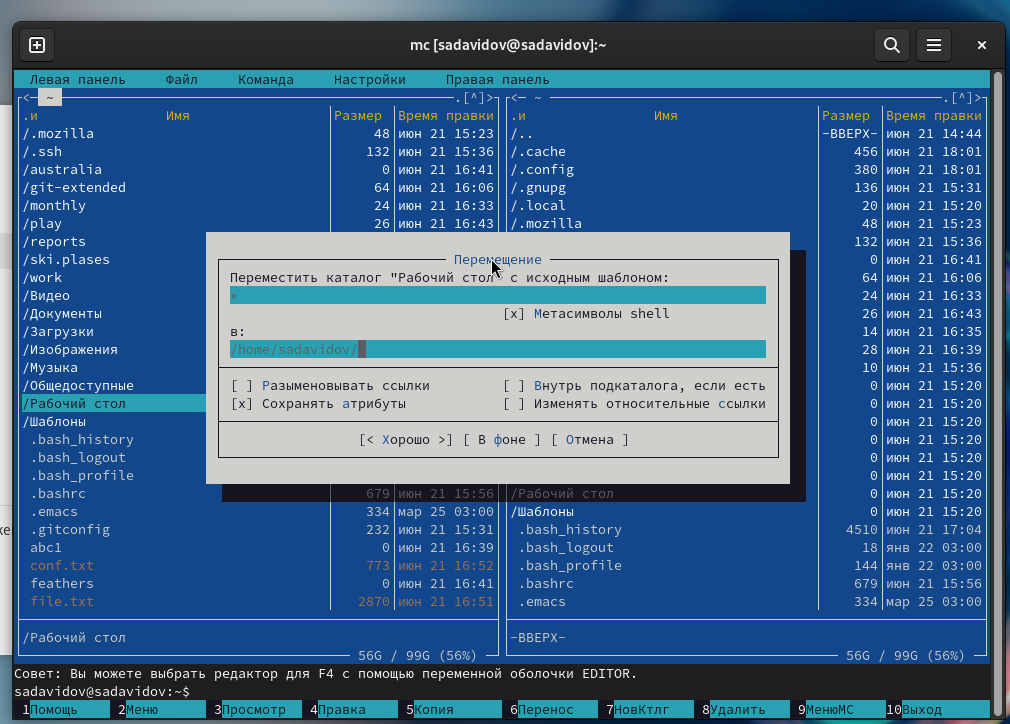 mc [sadavidov@sadavidov]:~
Левая панель Файл Команда Настройки Правая панель
<- ~ .[^]> <- ~ .[^]>
.и Имя Размер Время правки .и Имя Размер Время правки
/.mozilla 48 июн 21 15:23 /.. -ВВЕРХ- июн 21 14:44
/.ssh 132 июн 21 15:36 /.cache 456 июн 21 18:01
/australia 0 июн 21 16:41 /.config 380 июн 21 18:01
/git-extended 64 июн 21 16:06 /.gnupg 136 июн 21 15:31
/monthly 24 июн 21 16:33 /.local 20 июн 21 15:20
/play 26 июн 21 16:43 /.mozilla 48 июн 21 15:23
/reports 132 июн 21 15:36
/ski.plases Перемещение 0 июн 21 16:41
/work Переместить каталог "Рабочий стол" с исходным шаблоном: 64 июн 21 16:06
/Видео * 24 июн 21 16:33
/Документы [x] Метасимволы shell 26 июн 21 16:43
/Загрузки в: 14 июн 21 16:35
/Изображения /home/sadavidov/ 28 июн 21 16:39
/Музыка 10 июн 21 15:36
/Общедоступные [ ] Разыменовывать ссылки [ ] Внутрь подкаталога, если есть 0 июн 21 15:20
/Рабочий стол [x] Сохранять атрибуты [ ] Изменять относительные ссылки 0 июн 21 15:20
/Шаблоны 0 июн 21 15:20
.bash_history [< Хорошо >] [ В фоне ] [ Отмена ] 0 июн 21 15:20
.bash_logout 0 июн 21 15:20
.bash_profile 0 июн 21 15:20
.bashrc 679 июн 21 15:56 /Рабочий стол 0 июн 21 15:20
.emacs 334 мар 25 03:00 /Шаблоны 0 июн 21 15:20
.gitconfig 232 июн 21 15:31 .bash_history 4510 июн 21 17:04
abc1 0 июн 21 16:39 .bash_logout 18 янв 22 03:00
conf.txt 773 июн 21 16:52 .bash_profile 144 янв 22 03:00
feathers 0 июн 21 16:41 .bashrc 679 июн 21 15:56
file.txt 2870 июн 21 16:51 .emacs 334 мар 25 03:00
/Рабочий стол -ВВЕРХ-
56G / 99G (56%) 56G / 99G (56%)
Совет: Вы можете выбрать редактор для F4 с помощью переменной оболочки EDITOR.
sadavidov@sadavidov:~$
1Помощь 2Меню 3Просмотр 4Правка 5Копия 6Перенос 7НовКтлг 8Удалить 9МенюMC 10Выход